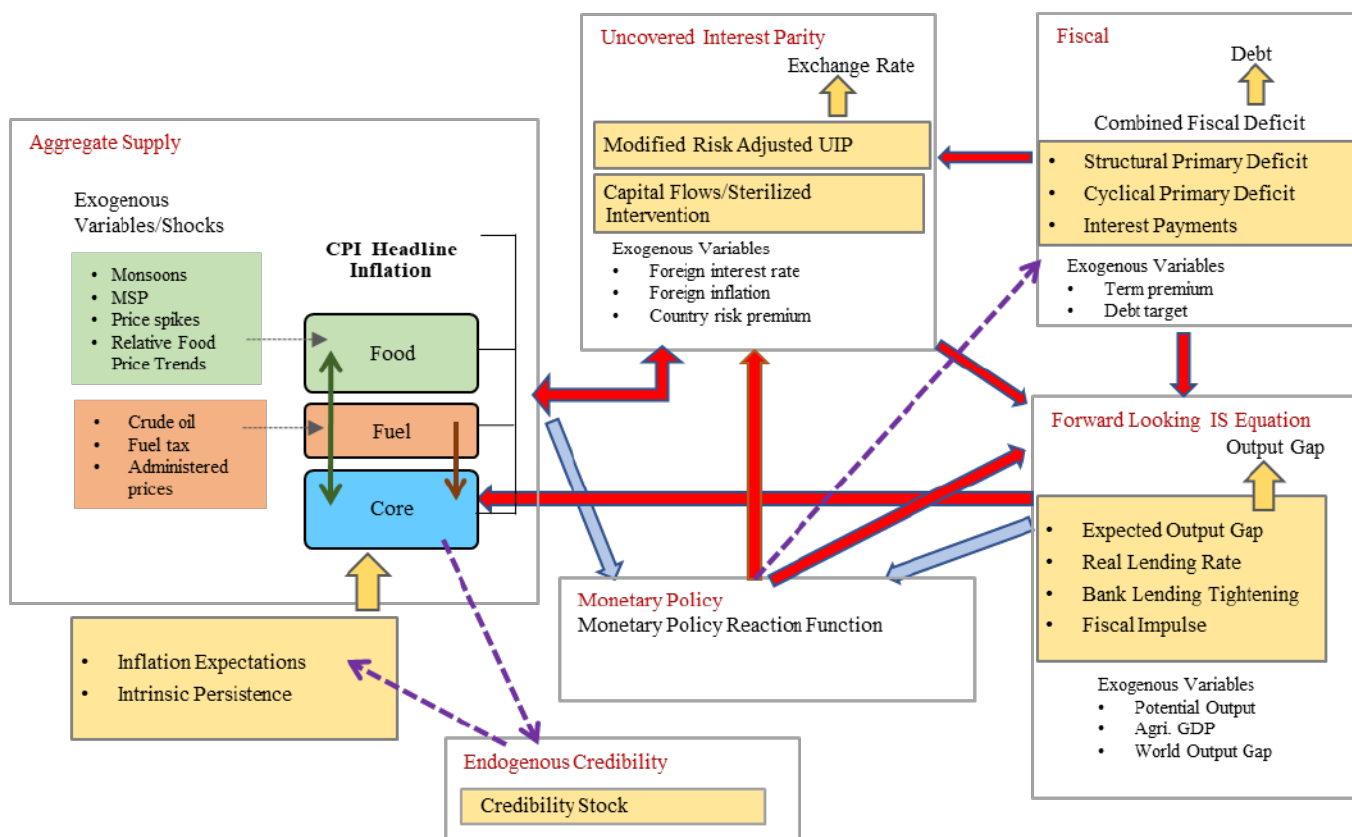 Uncovered Interest Parity
Exchange Rate
Modified Risk Adjusted UIP
Capital Flows/Sterilized
Intervention
Exogenous Variables
• Foreign interest rate
• Foreign inflation
• Country risk premium
Fiscal
Debt
Combined Fiscal Deficit
• Structural Primary Deficit
• Cyclical Primary Deficit
• Interest Payments
Exogenous Variables
• Term premium
• Debt target
Aggregate Supply
Exogenous
Variables/Shocks
• Monsoons
• MSP
• Price spikes
• Relative Food
Price Trends
• Crude oil
• Fuel tax
• Administered
prices
CPI Headline
Inflation
Food
Fuel
Core
• Inflation Expectations
• Intrinsic Persistence
Monetary Policy
Monetary Policy Reaction Function
Endogenous Credibility
Credibility Stock
Forward Looking IS Equation
Output Gap
• Expected Output Gap
• Real Lending Rate
• Bank Lending Tightening
• Fiscal Impulse
Exogenous Variables
• Potential Output
• Agri. GDP
• World Output Gap